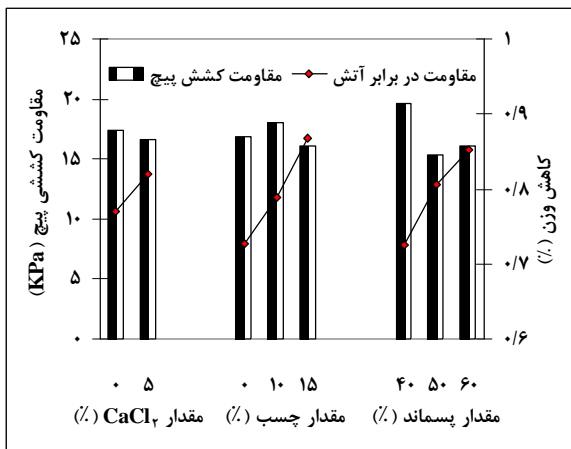 مقاومت کشش پیچ
مقاومت در برابر آتش
مقاومت کششی پیچ (KPa)
۲۵
۲۰
۱۵
۱۰
۵
۰
کاهش وزن (٪)
۱
۰/۹
۰/۸
۰/۷
۰/۶
۰ ۵
۰ ۱۰ ۱۵
۴۰ ۵۰ ۶۰
مقدار CaCl۲ (٪)
مقدار چسب (٪)
مقدار پسماند (٪)